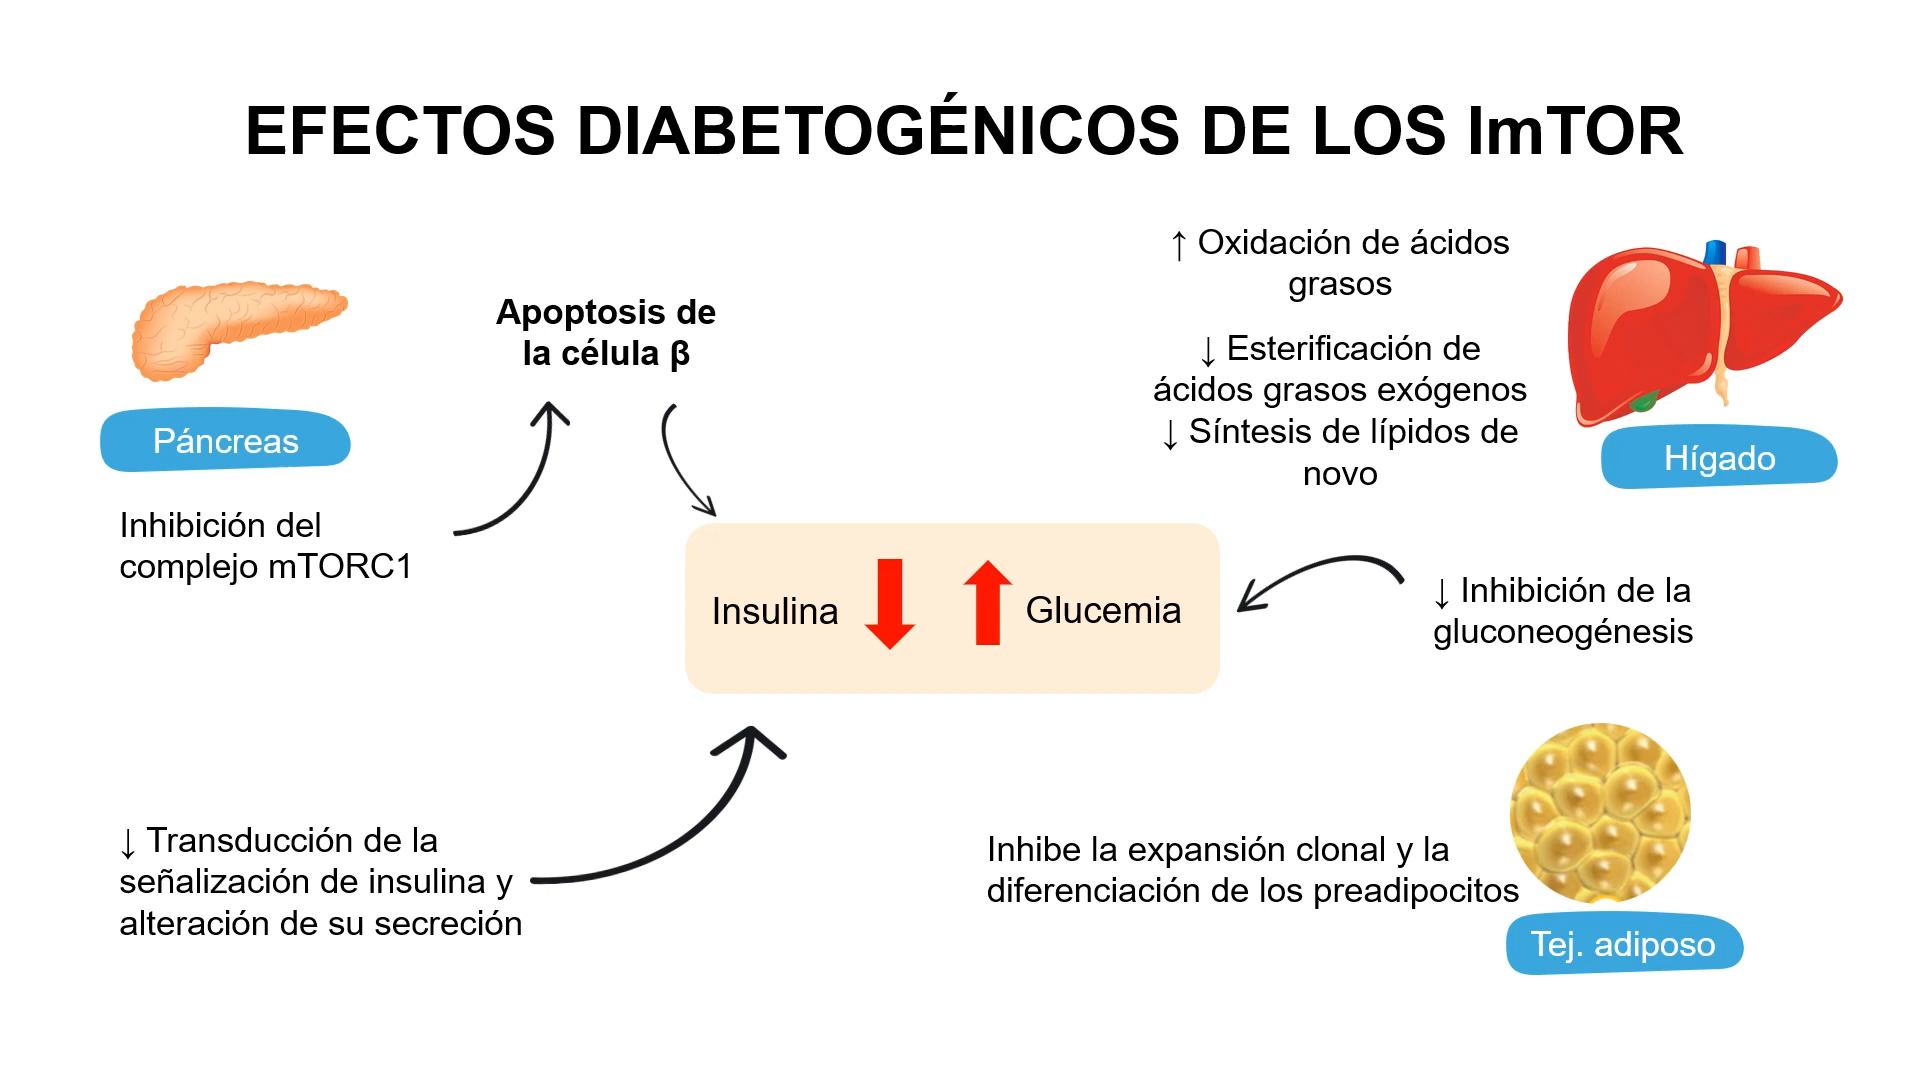 EFECTOS DIABETOGÉNICOS DE LOS ImTOR
Páncreas
Inhibición del
complejo mTORC1
Apoptosis de
la célula β
↑ Oxidación de ácidos
grasos
↓ Esterificación de
ácidos grasos exógenos
↓ Síntesis de lípidos de
novo
Hígado
Insulina
Glucemia
↓ Inhibición de la
gluconeogénesis
↓ Transducción de la
señalización de insulina y
alteración de su secreción
Inhibe la expansión clonal y la
diferenciación de los preadipocitos
Tej. adiposo